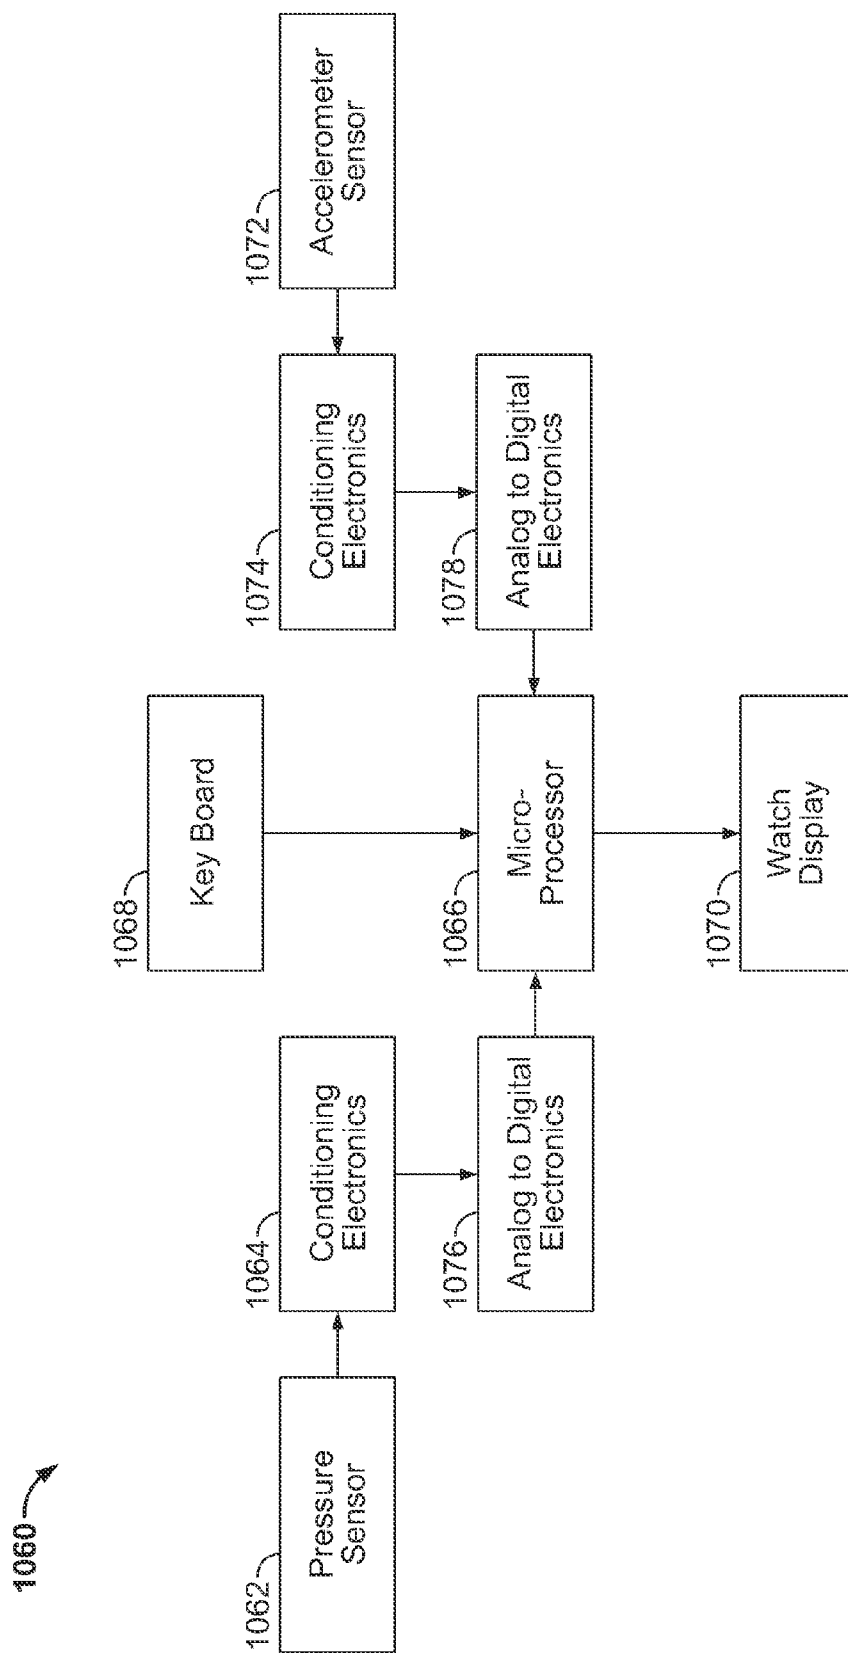 1060
1068
Key Board
1062
Pressure
Sensor
1064
Conditioning
Electronics
1074
Conditioning
Electronics
1072
Accelerometer
Sensor
1076
Analog to Digital
Electronics
1066
Micro-
Processor
1078
Analog to Digital
Electronics
1070
Watch
Display